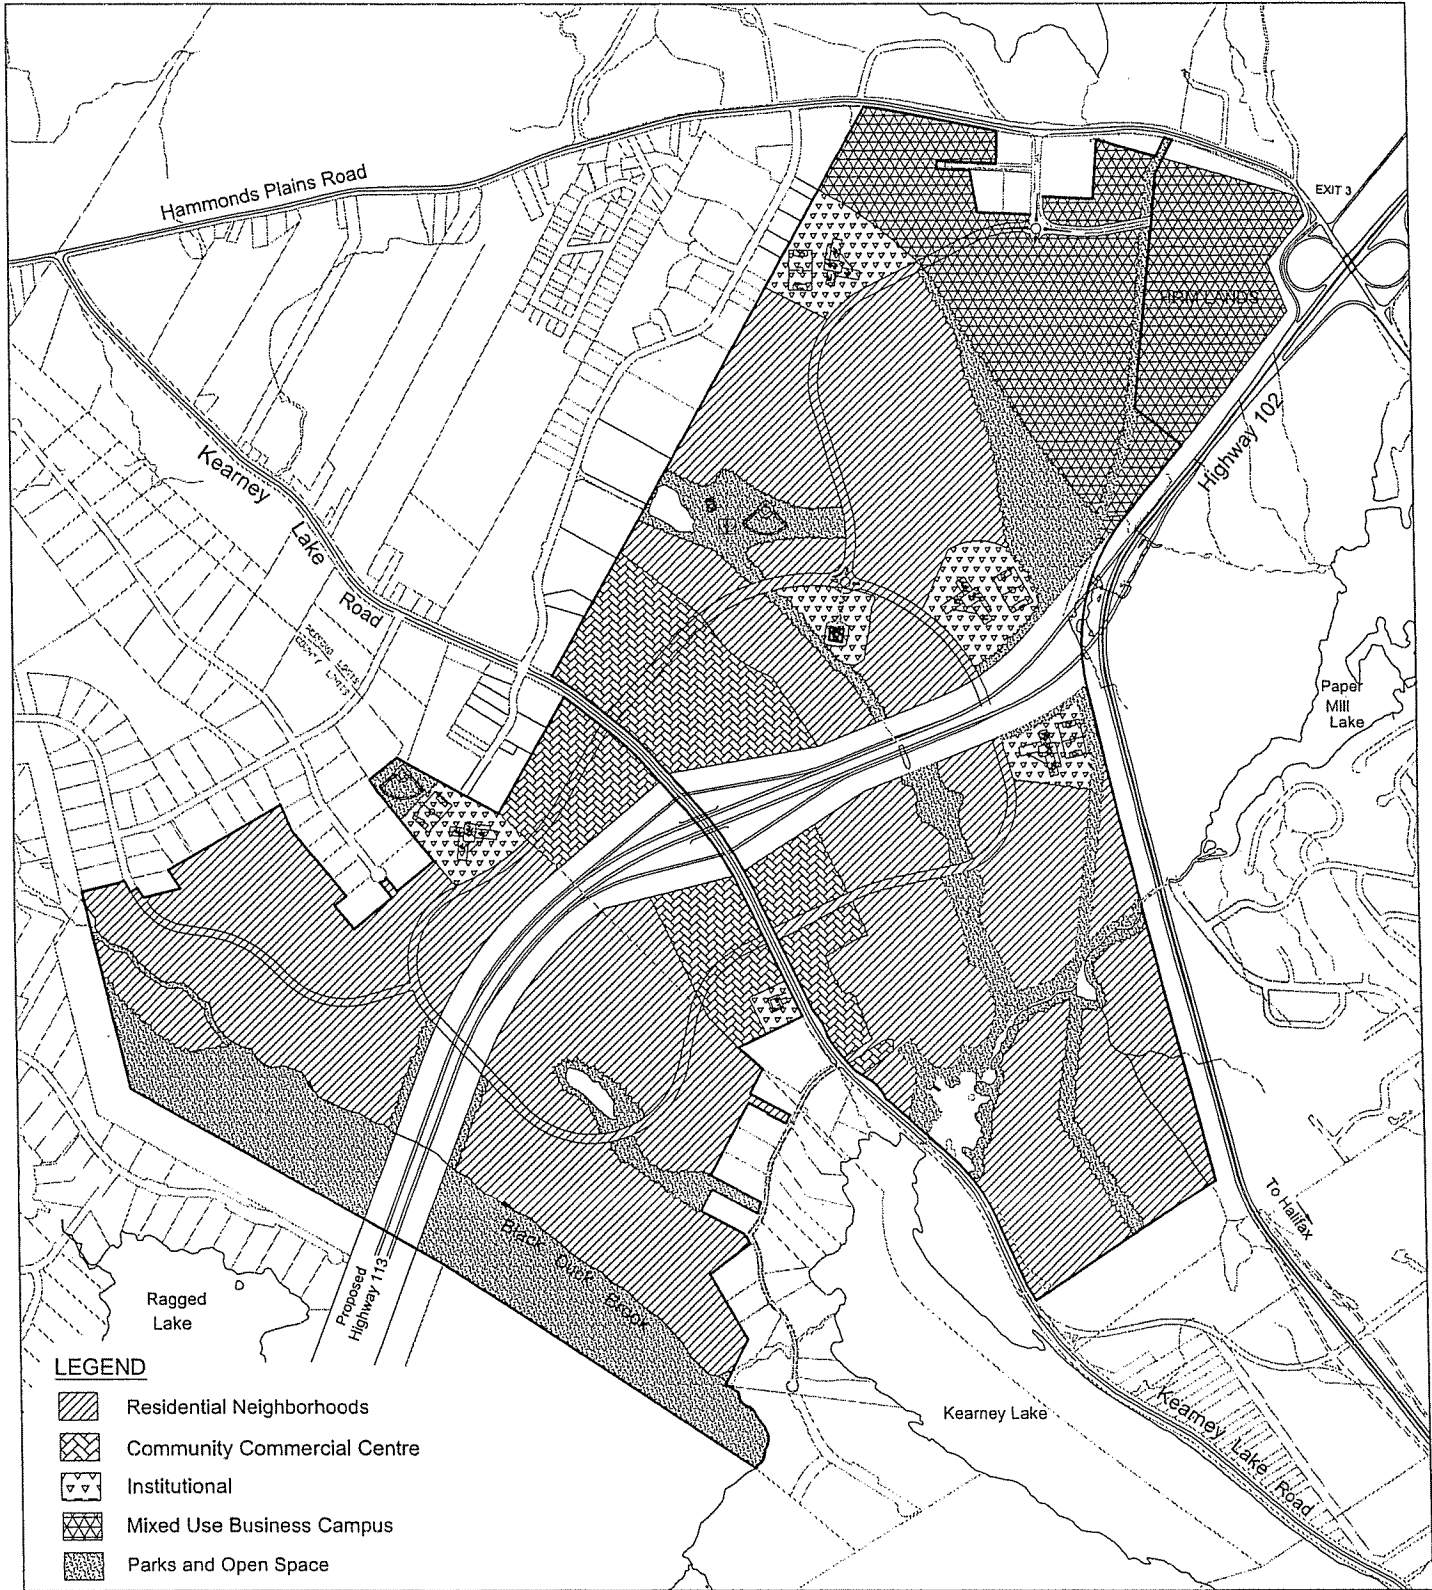 Hammonds Plains Road
EXIT 3
HRM LANDS
Highway 102
Kearney
Lake
Road
Paper
Mill
Lake
To Halifax
Black Duck Brook
Proposed
Highway 113
Ragged
Lake
Kearney Lake
Kearney Lake Road
LEGEND
Residential Neighborhoods
Community Commercial Centre
Institutional
Mixed Use Business Campus
Parks and Open Space